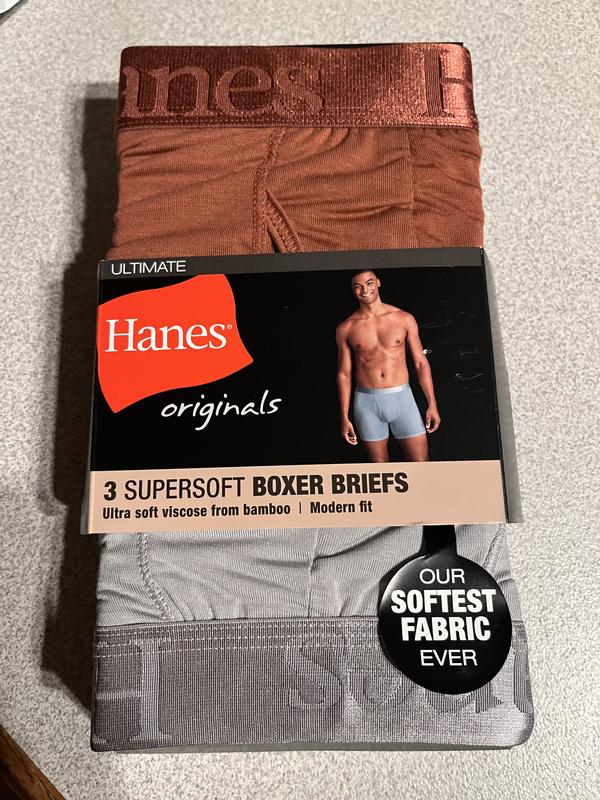 anes H
ULTIMATE
Hanes®
originals
3 SUPERSOFT BOXER BRIEFS
Ultra soft viscose from bamboo | Modern fit
OUR
SOFTEST
FABRIC
EVER